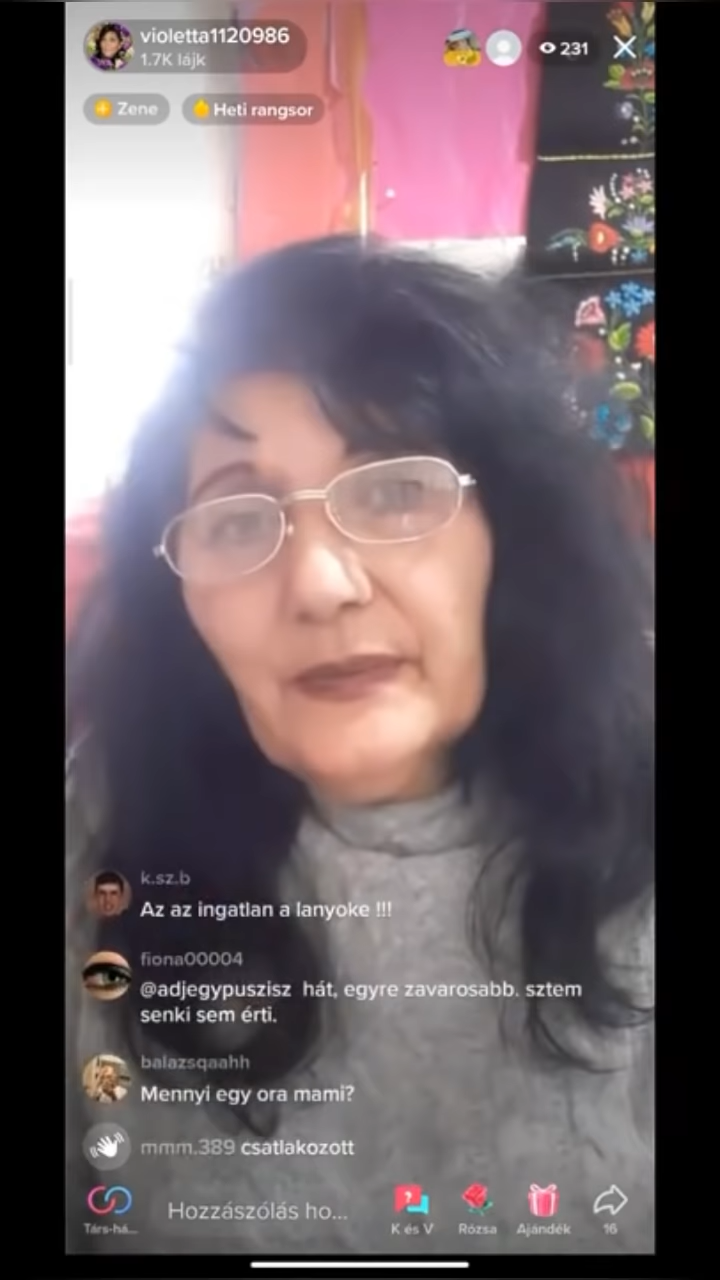 violetta1120986
1.7K lájk
231
Zene
Heti rangsor
k.sz.b
Az az ingatlan a lanyoke !!!
fiona00004
@adjegypuszisz hát, egyre zavarosabb. sztem
senki sem érti.
balazsqaahh
Mennyi egy ora mami?
mmm.389 csatlakozott
Társ-há...
Hozzászólás ho...
K és V
Rózsa
Ajándék
16